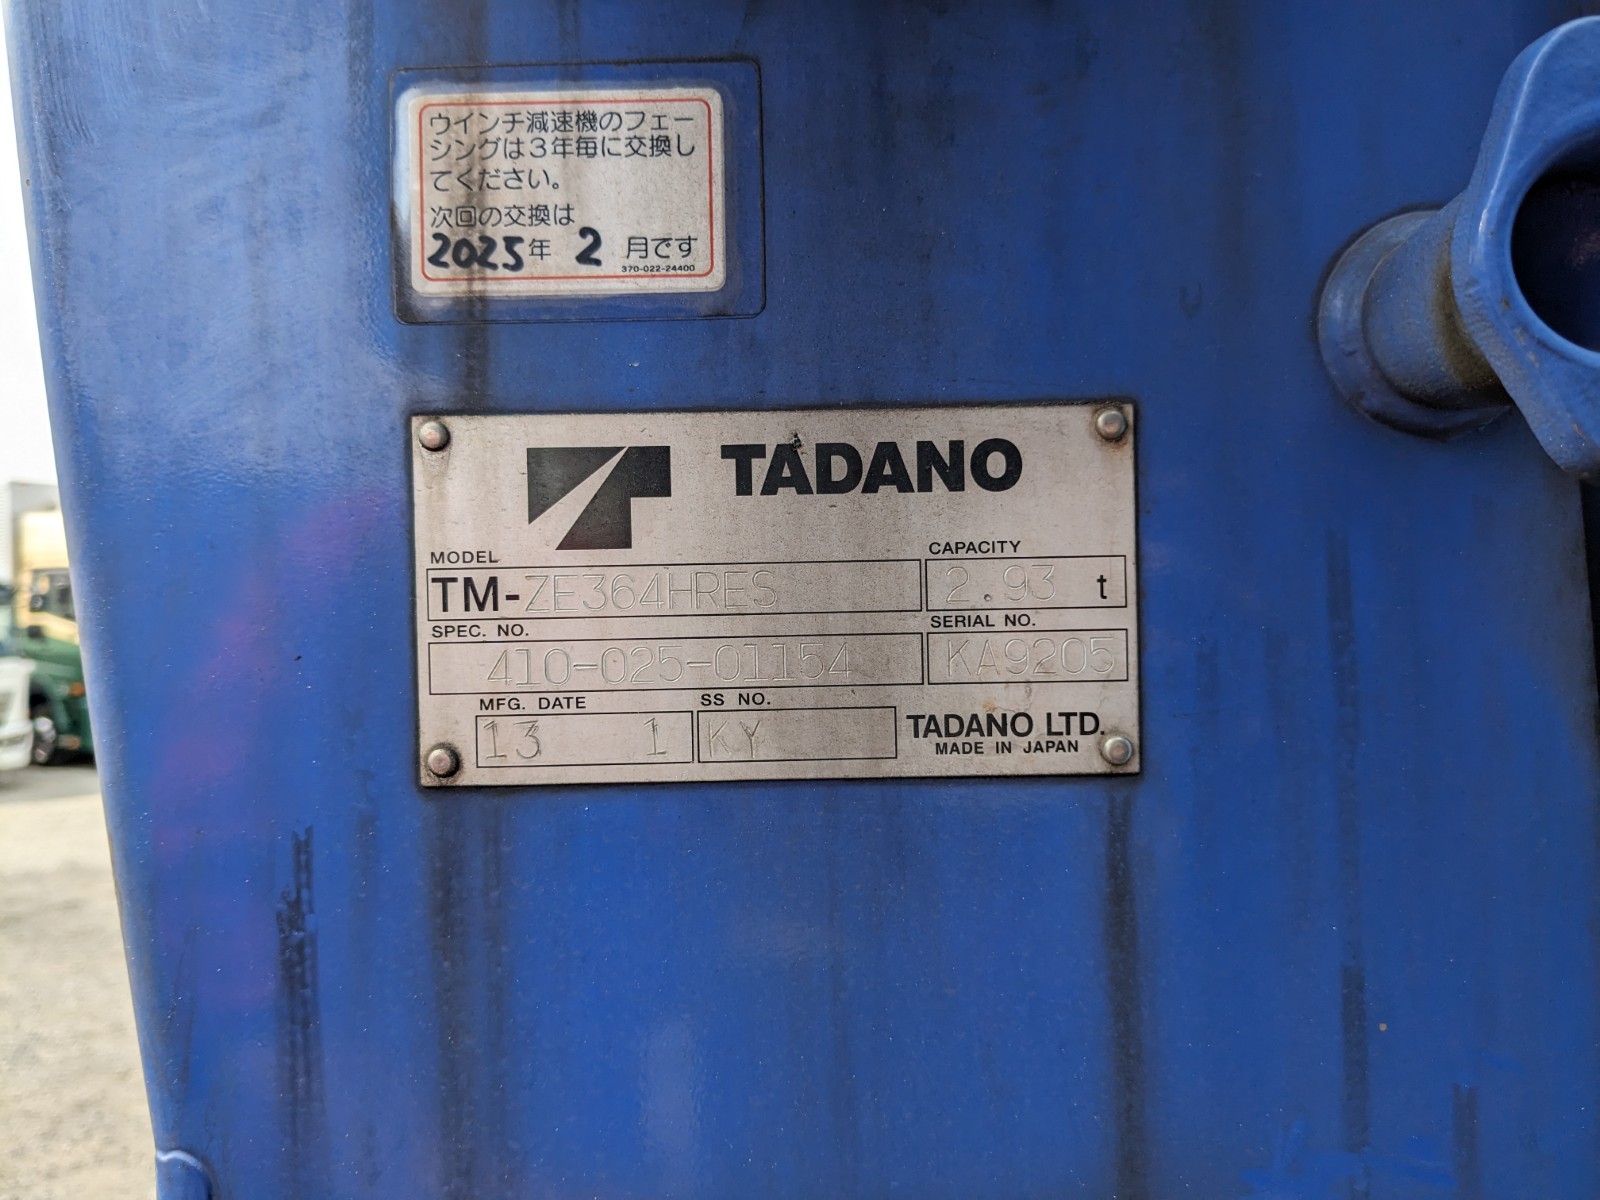 ウインチ減速機のフェー
シングは3年毎に交換し
てください。
次回の交換は
2025年 2 月です
370-022-24400
TADANO
MODEL CAPACITY
TM-ZE364HRES 2.93 t
SPEC. NO. SERIAL NO.
410-025-01154 KA9205
MFG. DATE SS NO.
13 1 KY
TADANO LTD.
MADE IN JAPAN